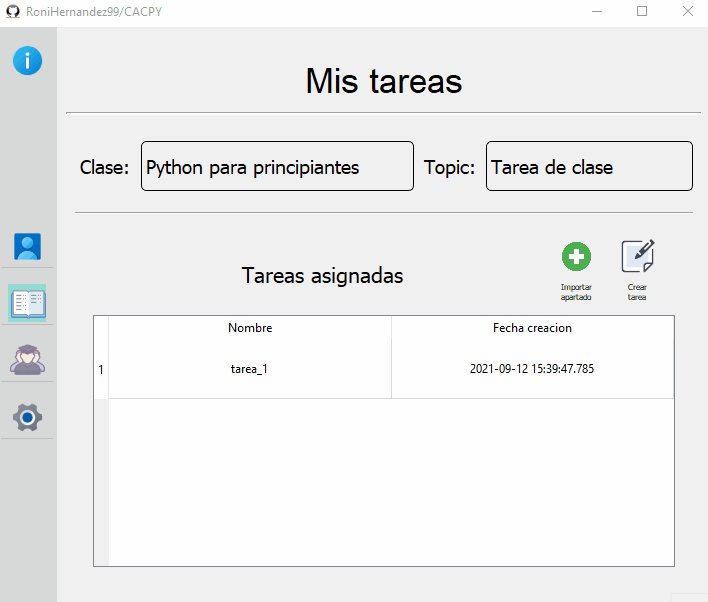 RoniHernandez99/CACPY
Mis tareas
Clase: Python para principiantes Topic: Tarea de clase
Tareas asignadas
Importar apartado
Crear tarea
Nombre Fecha creacion
1 tarea_1 2021-09-12 15:39:47.785